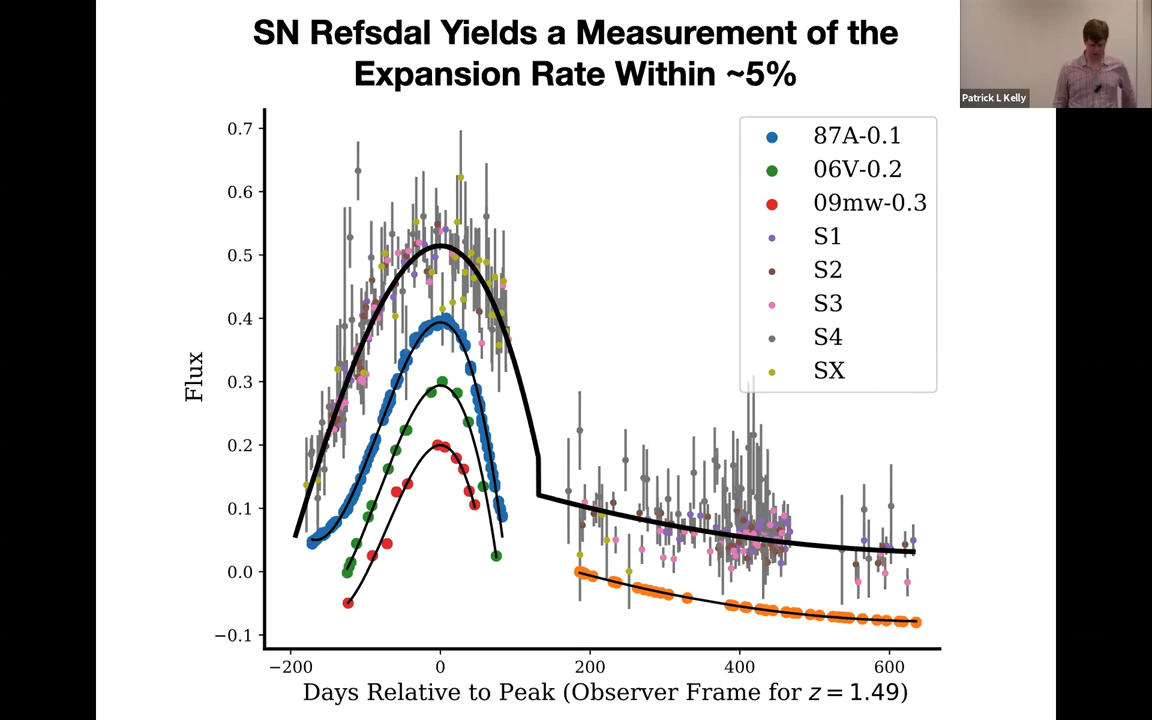 SN Refsdal Yields a Measurement of the
Expansion Rate Within ~5%
Patrick L Kelly
0.7
0.6
0.5
0.4
0.3
0.2
0.1
0.0
−0.1
Flux
87A-0.1
06V-0.2
09mw-0.3
S1
S2
S3
S4
SX
−200 0 200 400 600
Days Relative to Peak (Observer Frame for z = 1.49)